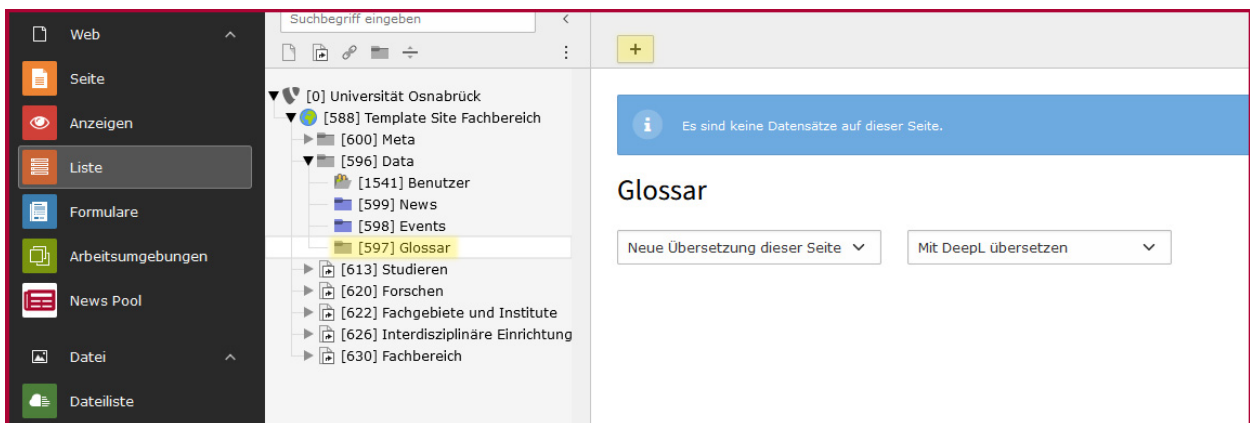 Web
Seite
Anzeigen
Liste
Formulare
Arbeitsumgebungen
News Pool
Datei
Dateiliste
Suchbegriff eingeben
[0] Universität Osnabrück
[588] Template Site Fachbereich
[600] Meta
[596] Data
[1541] Benutzer
[599] News
[598] Events
[597] Glossar
[613] Studieren
[620] Forschen
[622] Fachgebiete und Institute
[626] Interdisziplinäre Einrichtung
[630] Fachbereich
Es sind keine Datensätze auf dieser Seite.
Glossar
Neue Übersetzung dieser Seite
Mit DeepL übersetzen